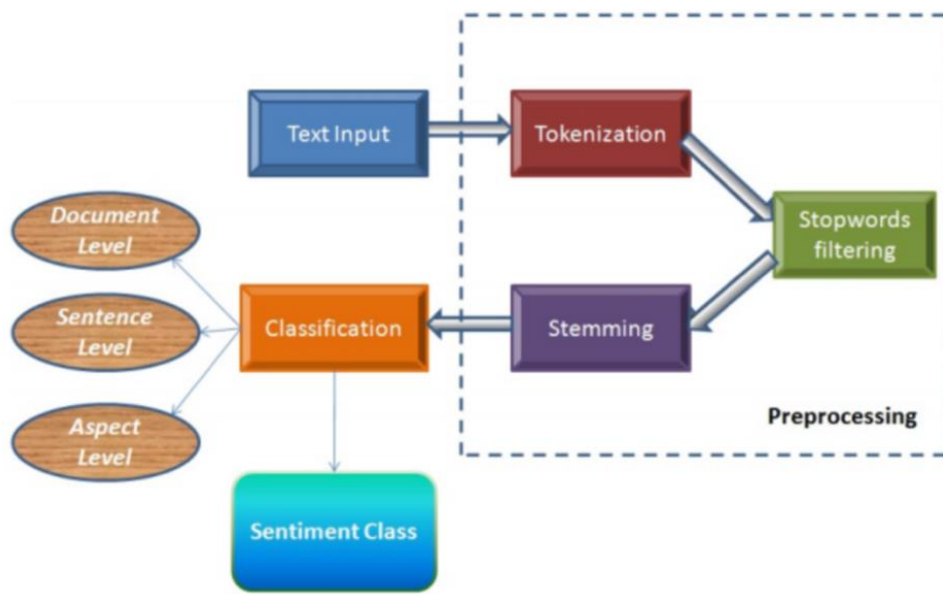 Text Input
Tokenization
Stopwords
filtering
Document
Level
Sentence
Level
Aspect
Level
Classification
Stemming
Preprocessing
Sentiment Class